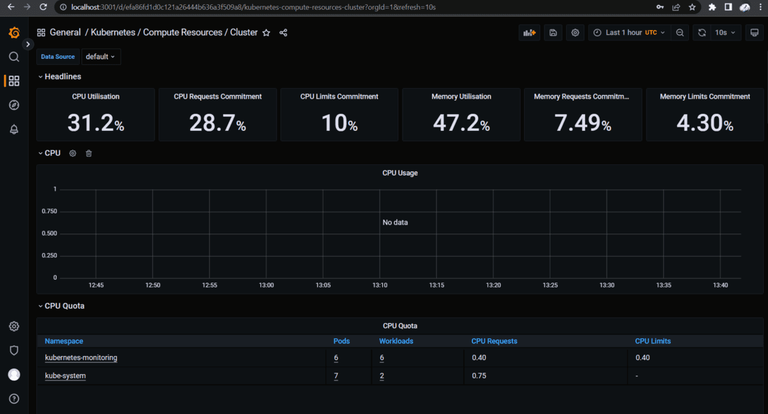 localhost:3001/d/efa86fd1d0c121a26444b636a3f509a8/kubernetes-compute-resources-cluster?orgId=1&refresh=10s
General / Kubernetes / Compute Resources / Cluster
Last 1 hour UTC
10s
Data Source default
Headlines
CPU Utilisation
31.2%
CPU Requests Commitment
28.7%
CPU Limits Commitment
10%
Memory Utilisation
47.2%
Memory Requests Commitm...
7.49%
Memory Limits Commitment
4.30%
CPU
CPU Usage
1
0.750
0.500
0.250
0
No data
12:45 12:50 12:55 13:00 13:05 13:10 13:15 13:20 13:25 13:30 13:35 13:40
CPU Quota
CPU Quota
Namespace Pods Workloads CPU Requests CPU Limits
kubernetes-monitoring 6 6 0.40 0.40
kube-system 7 2 0.75 -